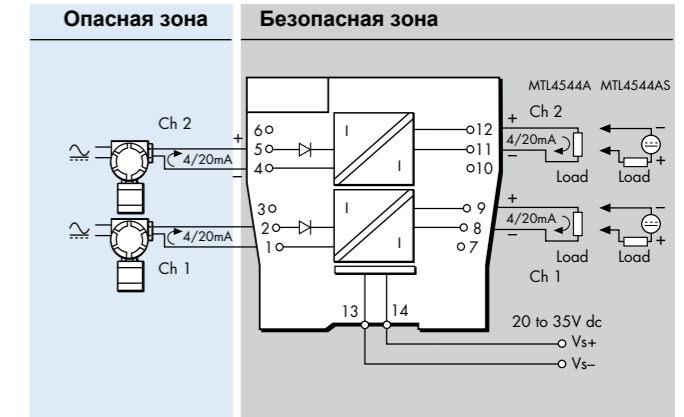 Опасная зона
Безопасная зона
MTL4544A MTL4544AS
Ch 2
Ch 2
+
–
6
5
4
4/20mA
I
I
12
11
10
+
–
4/20mA
Load
Load
–
+
3
2
1
4/20mA
Ch 1
I
I
9
8
7
+
–
4/20mA
Load
Load
–
+
Ch 1
13
14
20 to 35V dc
Vs+
Vs–